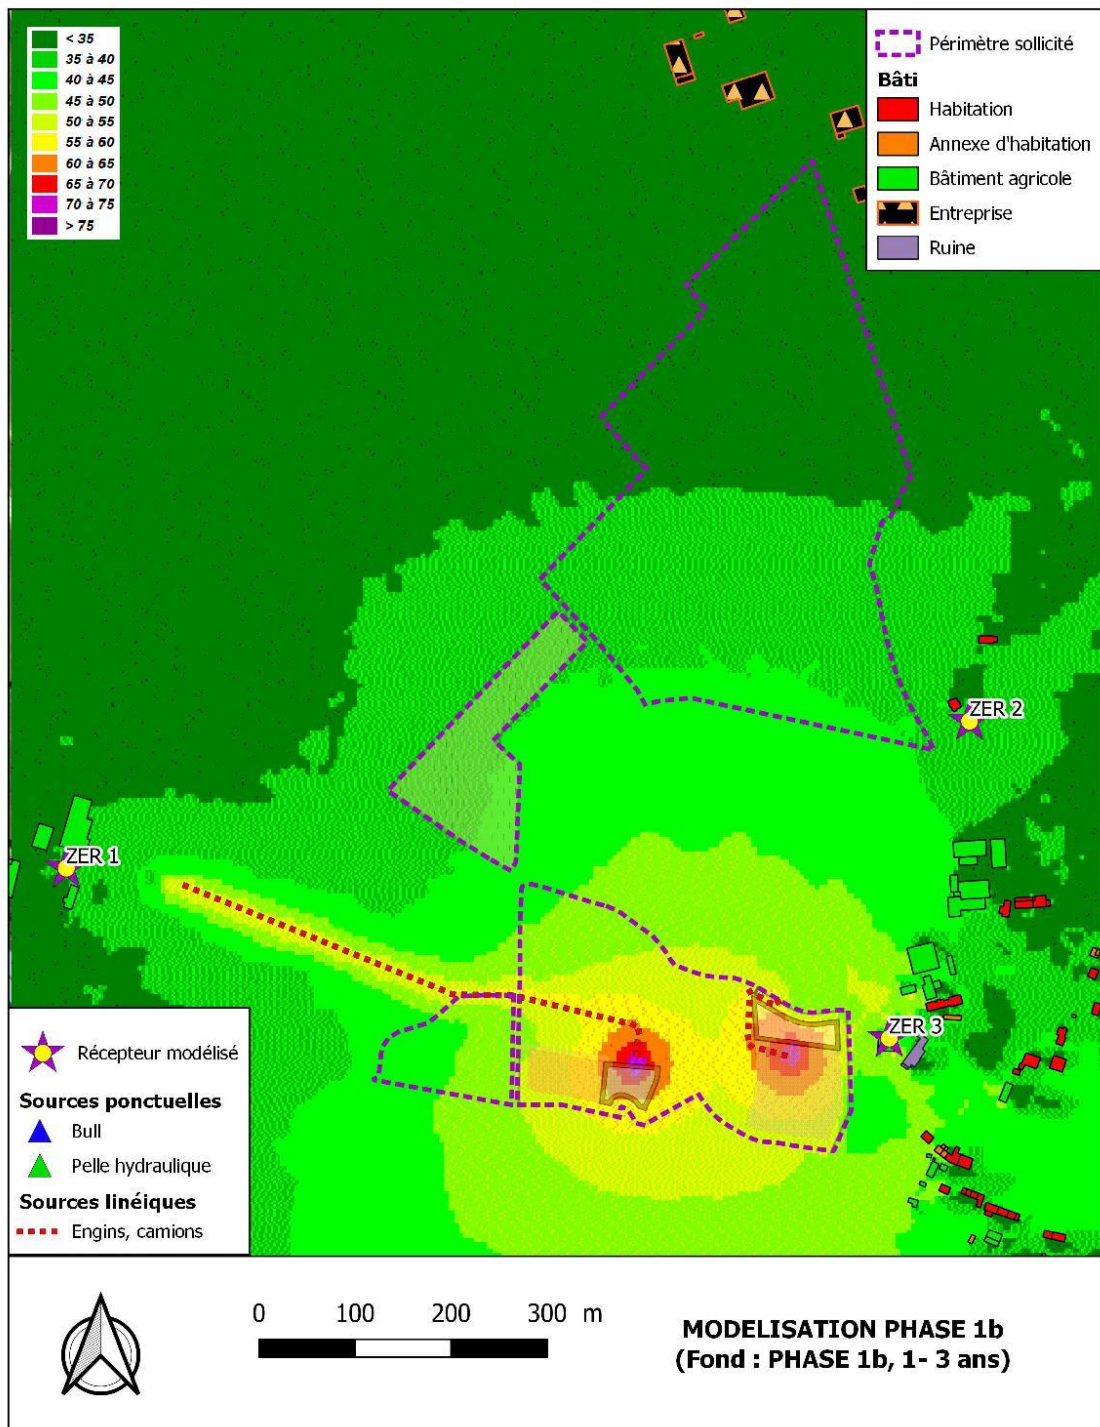 < 35
35 à 40
40 à 45
45 à 50
50 à 55
55 à 60
60 à 65
65 à 70
70 à 75
> 75
Périmètre sollicité
Bâti
Habitation
Annexe d'habitation
Bâtiment agricole
Entreprise
Ruine
ZER 2
ZER 1
ZER 3
Récepteur modélisé
Sources ponctuelles
Bull
Pelle hydraulique
Sources linéiques
Engins, camions
0 100 200 300 m
MODELISATION PHASE 1b
(Fond : PHASE 1b, 1- 3 ans)